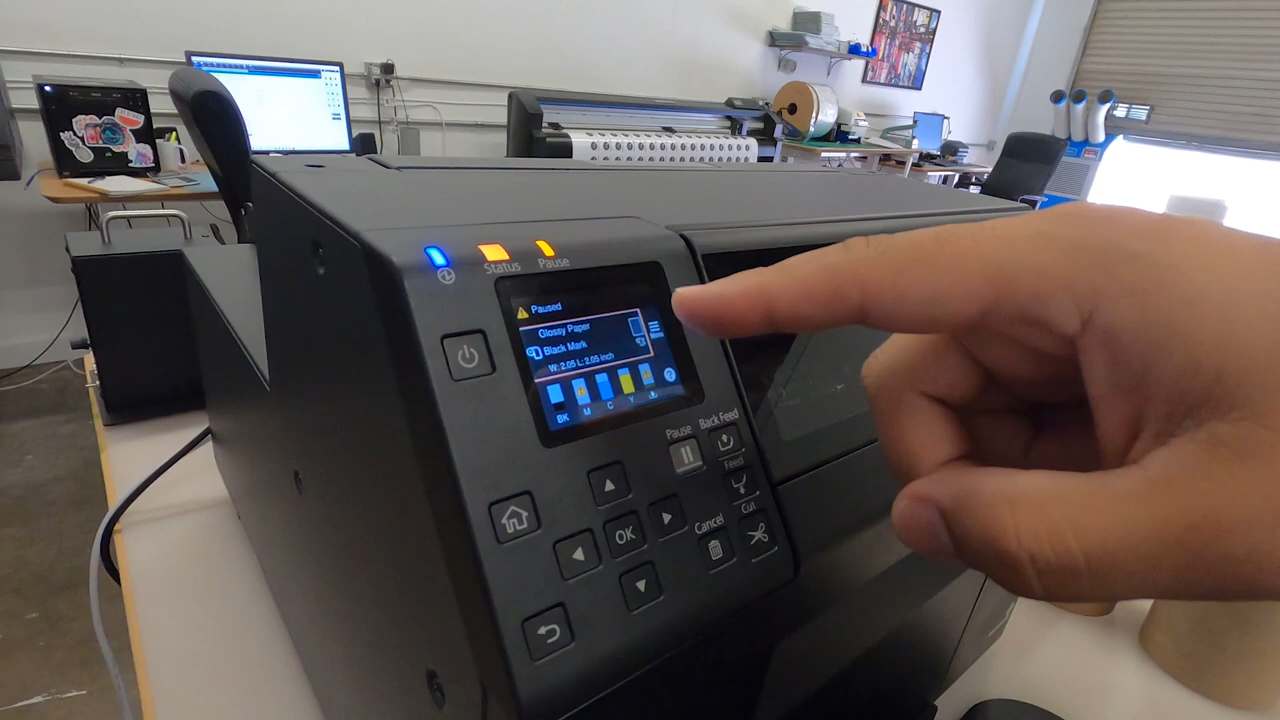 Status
Pause
Paused
Glossy Paper
Menu
Black Mark
W: 2.05 L: 2.05 inch
BK
M
C
Y
?
Pause
Back Feed
Feed
Cut
Cancel
OK